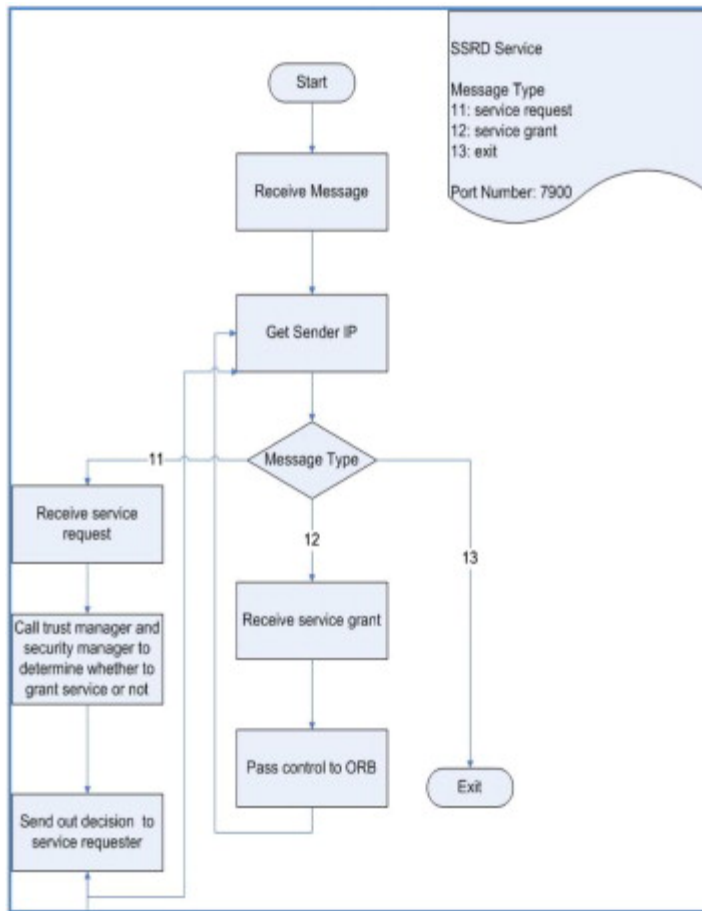 SSRD Service
Message Type
11: service request
12: service grant
13: exit
Port Number: 7900
Start
Receive Message
Get Sender IP
Message Type
11
12
13
Receive service
request
Call trust manager and
security manager to
determine whether to
grant service or not
Send out decision to
service requester
Receive service grant
Pass control to ORB
Exit